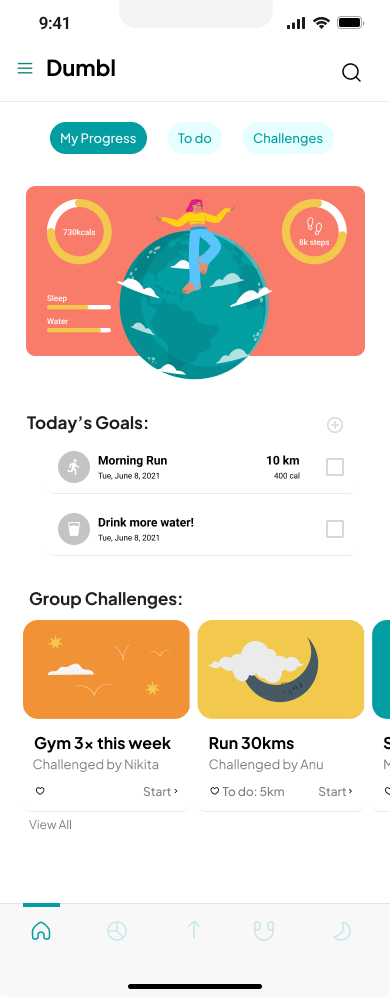 9:41
Dumbl
My Progress To do Challenges
730kcals
8k steps
Sleep
Water
Today's Goals:
Morning Run 10 km
Tue, June 8, 2021 400 cal
Drink more water!
Tue, June 8, 2021
Group Challenges:
Gym 3x this week Run 30kms S
Challenged by Nikita Challenged by Anu M
Start › To do: 5km Start ›
View All